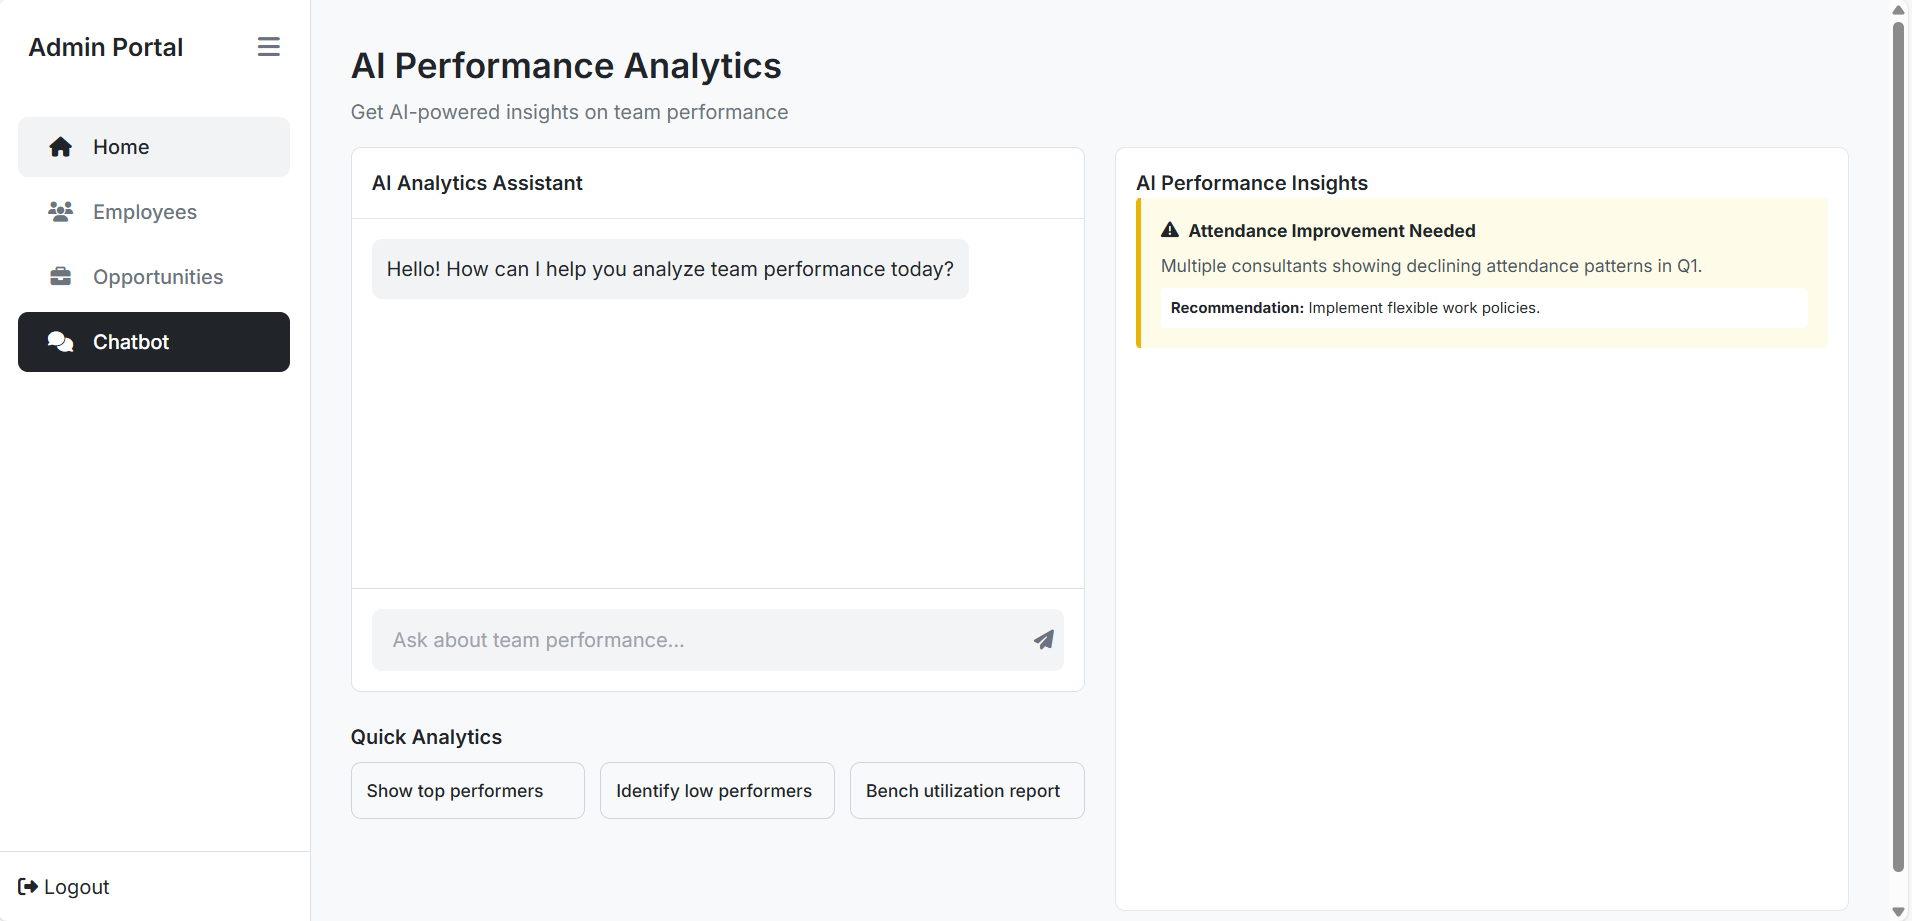 Admin Portal
Home
Employees
Opportunities
Chatbot
Logout
AI Performance Analytics
Get AI-powered insights on team performance
AI Analytics Assistant
Hello! How can I help you analyze team performance today?
Ask about team performance...
Quick Analytics
Show top performers
Identify low performers
Bench utilization report
AI Performance Insights
Attendance Improvement Needed
Multiple consultants showing declining attendance patterns in Q1.
Recommendation: Implement flexible work policies.